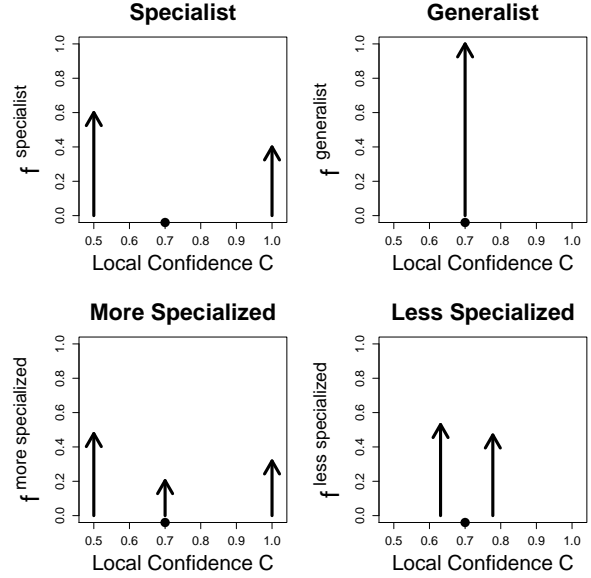 Specialist
f specialist
0.0 0.2 0.4 0.6 0.8 1.0
0.5 0.6 0.7 0.8 0.9 1.0
Local Confidence C
Generalist
f generalist
0.0 0.2 0.4 0.6 0.8 1.0
0.5 0.6 0.7 0.8 0.9 1.0
Local Confidence C
More Specialized
f more specialized
0.0 0.2 0.4 0.6 0.8 1.0
0.5 0.6 0.7 0.8 0.9 1.0
Local Confidence C
Less Specialized
f less specialized
0.0 0.2 0.4 0.6 0.8 1.0
0.5 0.6 0.7 0.8 0.9 1.0
Local Confidence C